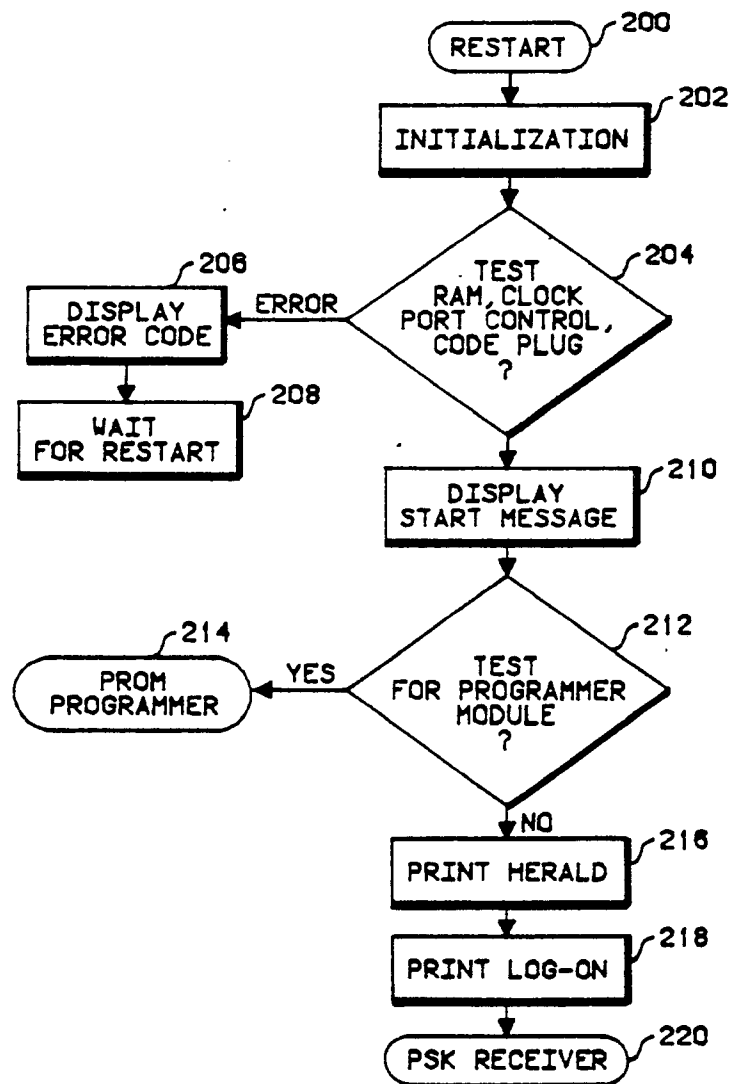 RESTART
200
INITIALIZATION
202
TEST
RAM, CLOCK
PORT CONTROL,
CODE PLUG
?
204
ERROR
DISPLAY
ERROR CODE
206
WAIT
FOR RESTART
208
DISPLAY
START MESSAGE
210
TEST
FOR PROGRAMMER
MODULE
?
212
YES
PROM
PROGRAMMER
214
NO
PRINT HERALD
216
PRINT LOG-ON
218
PSK RECEIVER
220